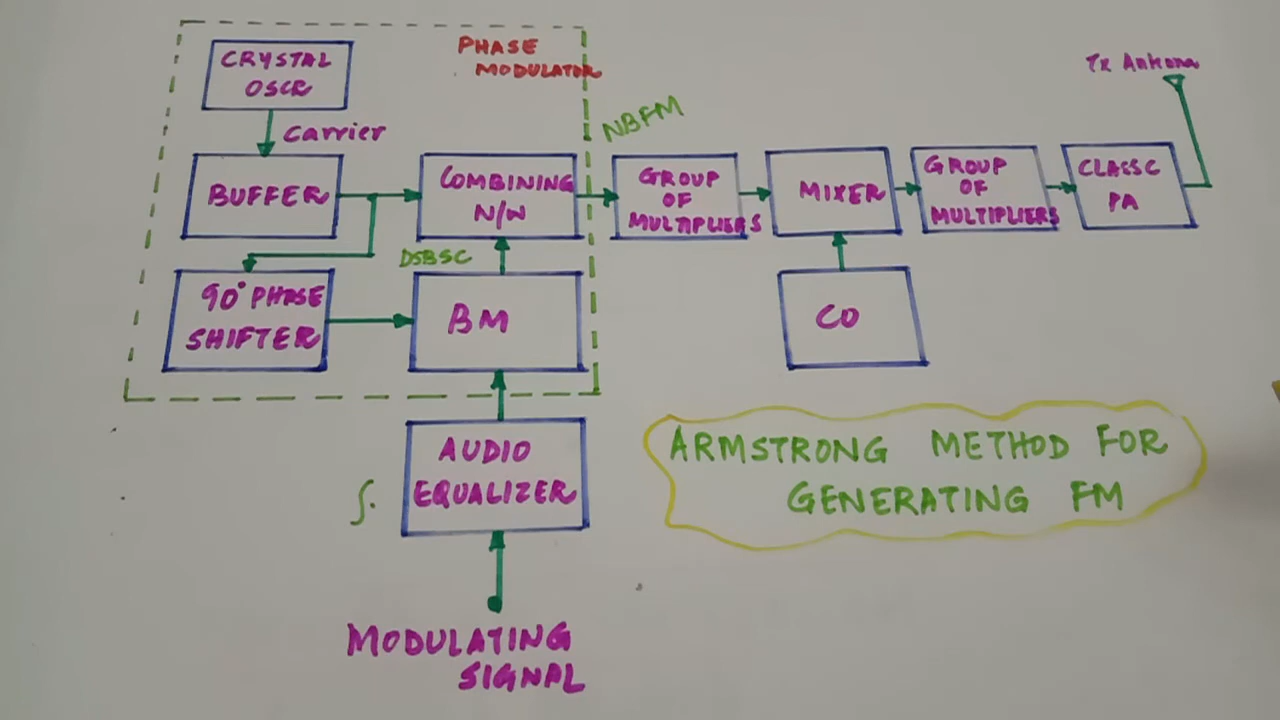 CRYSTAL
OSCR
PHASE
MODULATOR
Carrier
BUFFER
COMBINING
N/W
NBFM
GROUP
OF
MULTIPLIERS
MIXER
GROUP
OF
MULTIPLIERS
CLASSC
PA
Tx Antenna
DSBSC
90° PHASE
SHIFTER
BM
CO
AUDIO
EQUALIZER
∫.
MODULATING
SIGNAL
ARMSTRONG METHOD FOR
GENERATING FM